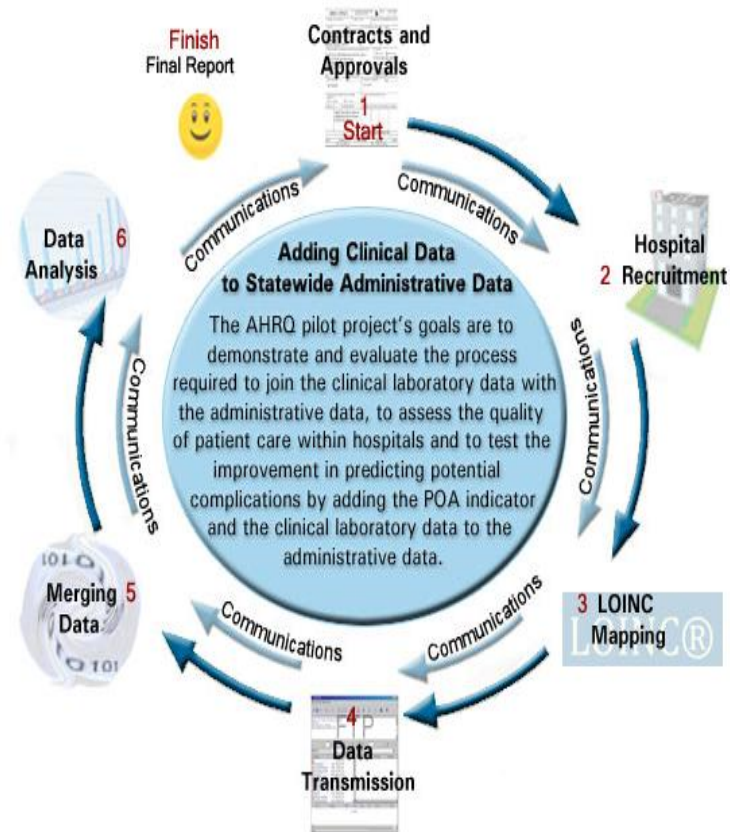 Finish
Final Report
Contracts and
Approvals
1
Start
Communications
Communications
Hospital
2 Recruitment
Communications
3 LOINC
Mapping
LOINC®
Communications
4
FTP
Data
Transmission
Communications
Merging 5
Data
101
101
Communications
Data 6
Analysis
Adding Clinical Data
to Statewide Administrative Data
The AHRQ pilot project's goals are to
demonstrate and evaluate the process
required to join the clinical laboratory data with
the administrative data, to assess the quality
of patient care within hospitals and to test the
improvement in predicting potential
complications by adding the POA indicator
and the clinical laboratory data to the
administrative data.